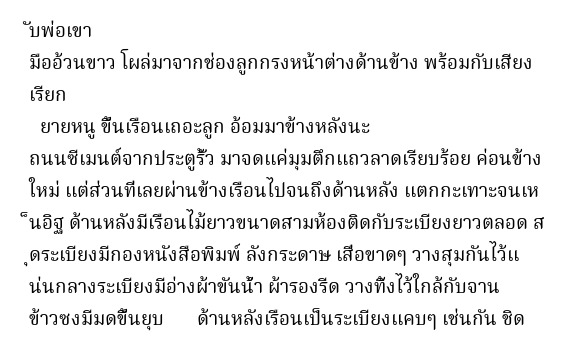 ับพ่อเขา
มืออ้วนขาว โผล่มาจากช่องลูกกรงหน้าต่างด้านข้าง พร้อมกับเสียง
เรียก
ยายหนู ขึ้นเรือนเถอะลูก อ้อมมาข้างหลังนะ
ถนนซีเมนต์จากประตูรั้ว มาจดแค่มุมตึกแถวลาดเรียบร้อย ค่อนข้าง
ใหม่ แต่ส่วนที่เลยผ่านข้างเรือนไปจนถึงด้านหลัง แตกกะเทาะจนเห
็นอิฐ ด้านหลังมีเรือนไม้ยาวขนาดสามห้องติดกับระเบียงยาวตลอด ส
ุดระเบียงมีกองหนังสือพิมพ์ ลังกระดาษ เสื่อขาดๆ วางสุมกันไว้แ
น่นกลางระเบียงมีอ่างผ้าขันน้ำ ผ้ารองรีด วางทิ้งไว้ใกล้กับจาน
ข้าวซงมีมดขึ้นยุบ ด้านหลังเรือนเป็นระเบียงแคบๆ เช่นกัน ชิด